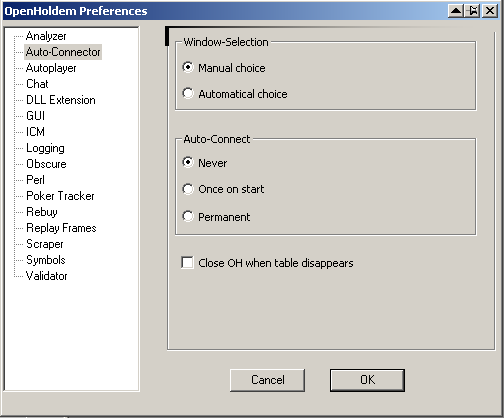 OpenHoldem Preferences
Analyzer
Auto-Connector
Autoplayer
Chat
DLL Extension
GUI
ICM
Logging
Obscure
Perl
Poker Tracker
Rebuy
Replay Frames
Scraper
Symbols
Validator
Window-Selection
Manual choice
Automatical choice
Auto-Connect
Never
Once on start
Permanent
Close OH when table disappears
Cancel
OK